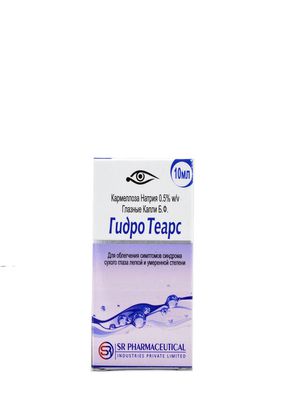 10мл
Кармеллоза Натрия 0.5% w/v
Глазные Капли Б.Ф.
Гидро Теарс
Для облегчения симптомов синдрома
сухого глаза легкой и умеренной степени
SR
SR PHARMACEUTICAL
INDUSTRIES PRIVATE LIMITED